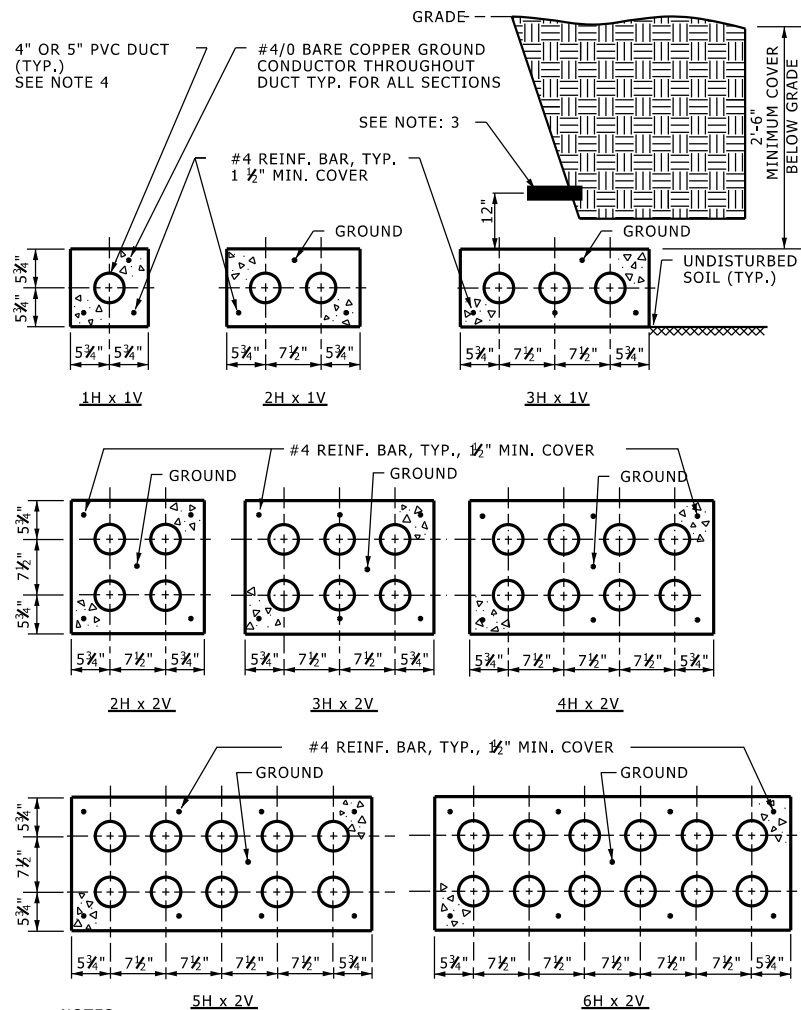 GRADE
4" OR 5" PVC DUCT
(TYP.)
SEE NOTE 4
#4/0 BARE COPPER GROUND
CONDUCTOR THROUGHOUT
DUCT TYP. FOR ALL SECTIONS
SEE NOTE: 3
#4 REINF. BAR, TYP.
1 ½" MIN. COVER
2'-6"
MINIMUM COVER
BELOW GRADE
12"
GROUND
GROUND
UNDISTURBED
SOIL (TYP.)
5¾"
5¾"
5¾" 5¾"
5¾" 7½" 5¾"
5¾" 7½" 7½" 5¾"
1H x 1V
2H x 1V
3H x 1V
#4 REINF. BAR, TYP., ½" MIN. COVER
GROUND
GROUND
GROUND
5¾"
7½"
5¾"
5¾" 7½" 5¾"
5¾" 7½" 7½" 5¾"
5¾" 7½" 7½" 7½" 5¾"
2H x 2V
3H x 2V
4H x 2V
#4 REINF. BAR, TYP., ½" MIN. COVER
GROUND
GROUND
5¾"
7½"
5¾"
5¾" 7½" 7½" 7½" 7½" 5¾"
5¾" 7½" 7½" 7½" 7½" 7½" 5¾"
5H x 2V
6H x 2V